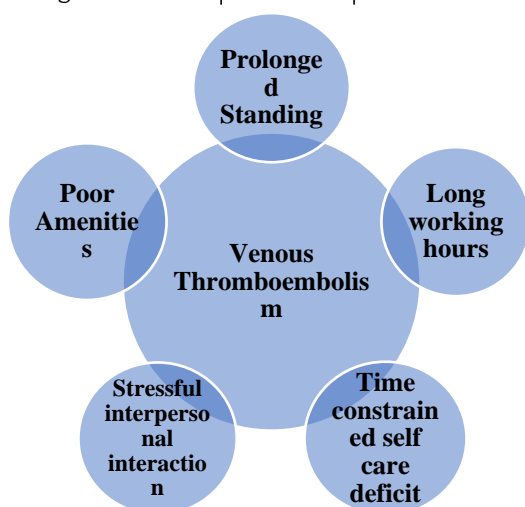 Prolonge
d
Standing
Poor
Amenitie
s
Long
working
hours
Venous
Thromboembolis
m
Stressful
interperso
nal
interactio
n
Time
constrain
ed self
care
deficit